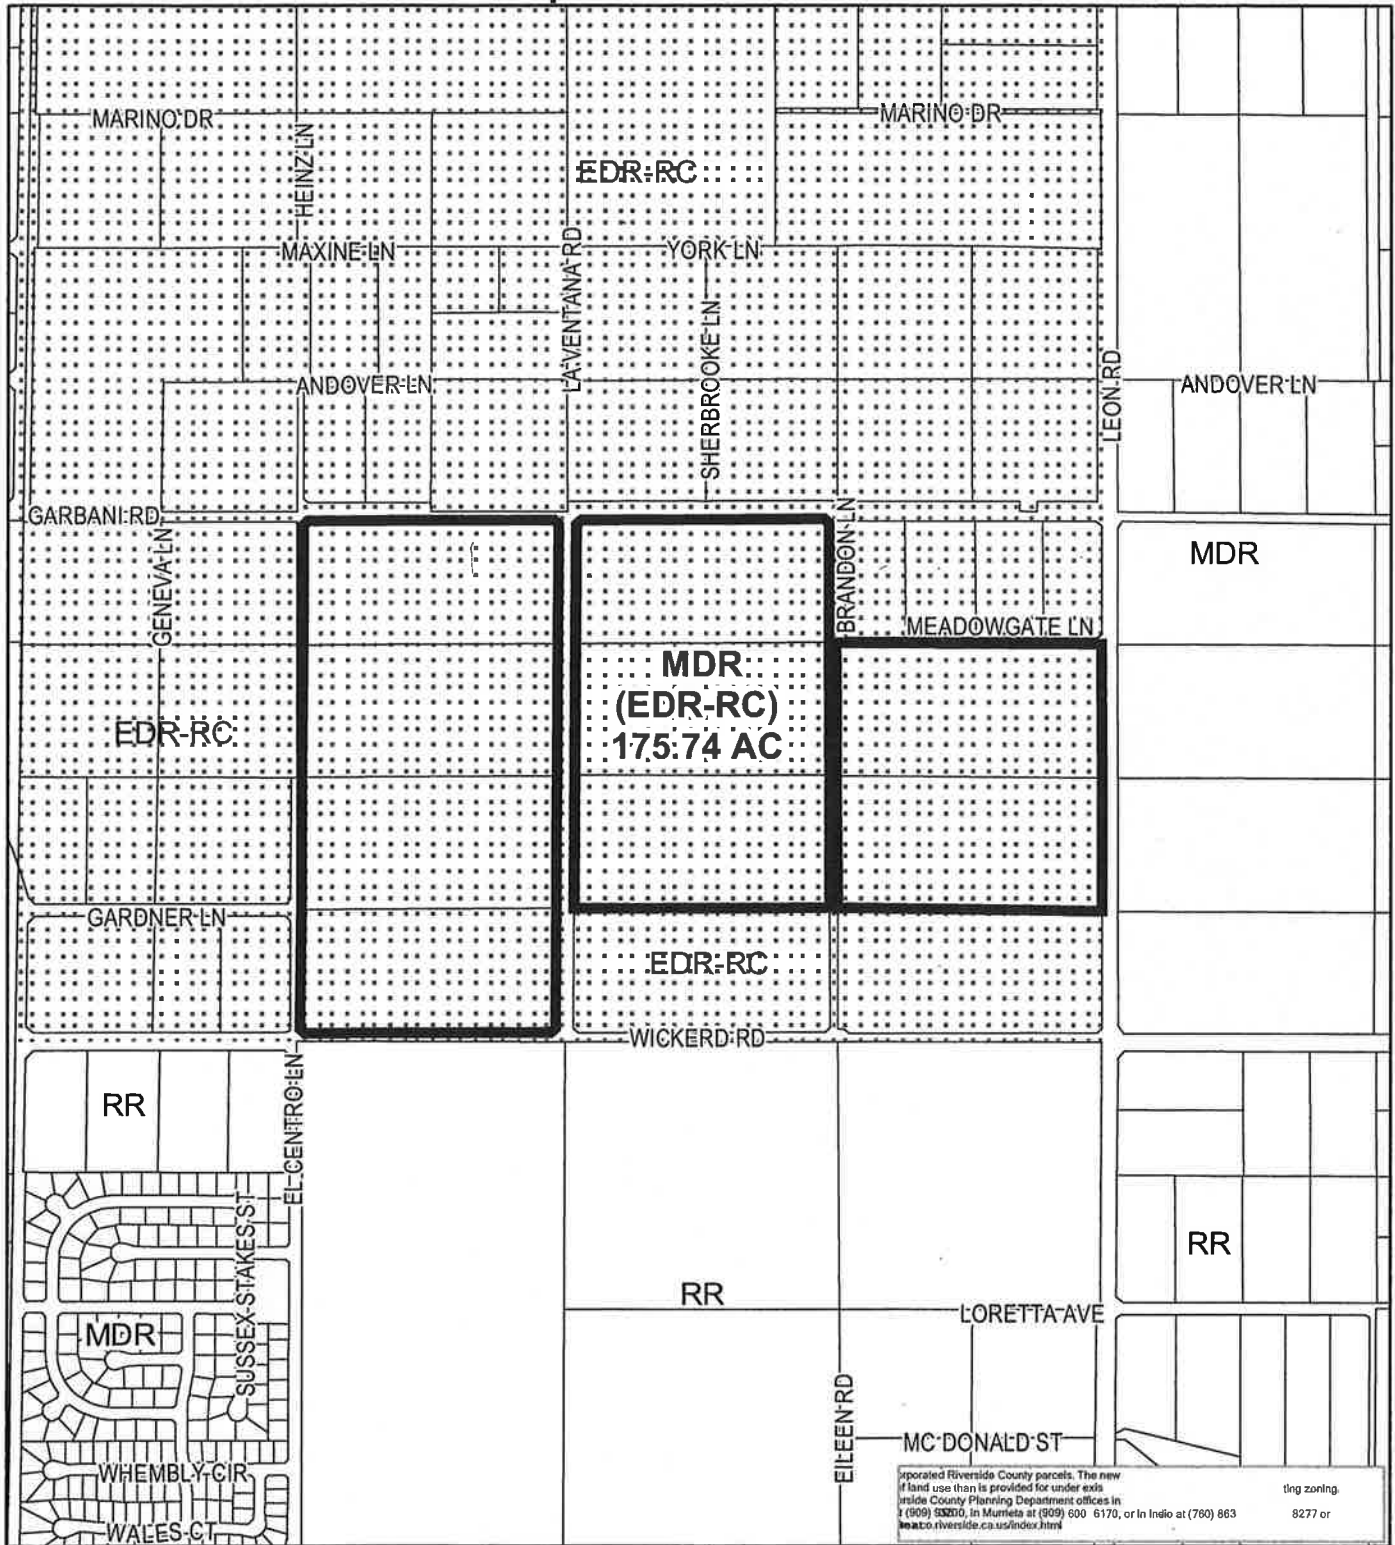 MARINO DR
MARINO DR
HEINZ LN
EDR-RC
MAXINE LN
YORK LN
LA VENTANA RD
SHERBROOKE LN
LEON RD
ANDOVER LN
ANDOVER LN
GARBANI RD
GENEVA LN
BRANDON LN
MDR
MEADOWGATE LN
MDR
(EDR-RC)
175.74 AC
EDR-RC
GARDNER LN
EDR-RC
WICKERD RD
EL CENTRO LN
RR
SUSSEX STAKES ST
RR
RR
LORETTA AVE
MDR
EILEEN RD
MC DONALD ST
WHEMBLY CIR
WALES CT
orporated Riverside County parcels. The new
f land use than is provided for under exis ting zoning.
rside County Planning Department offices in
(909) in Murrieta at (909) 600 6170, or in Indio at (760) 863 8277 or
co.riverside.ca.us/index.html